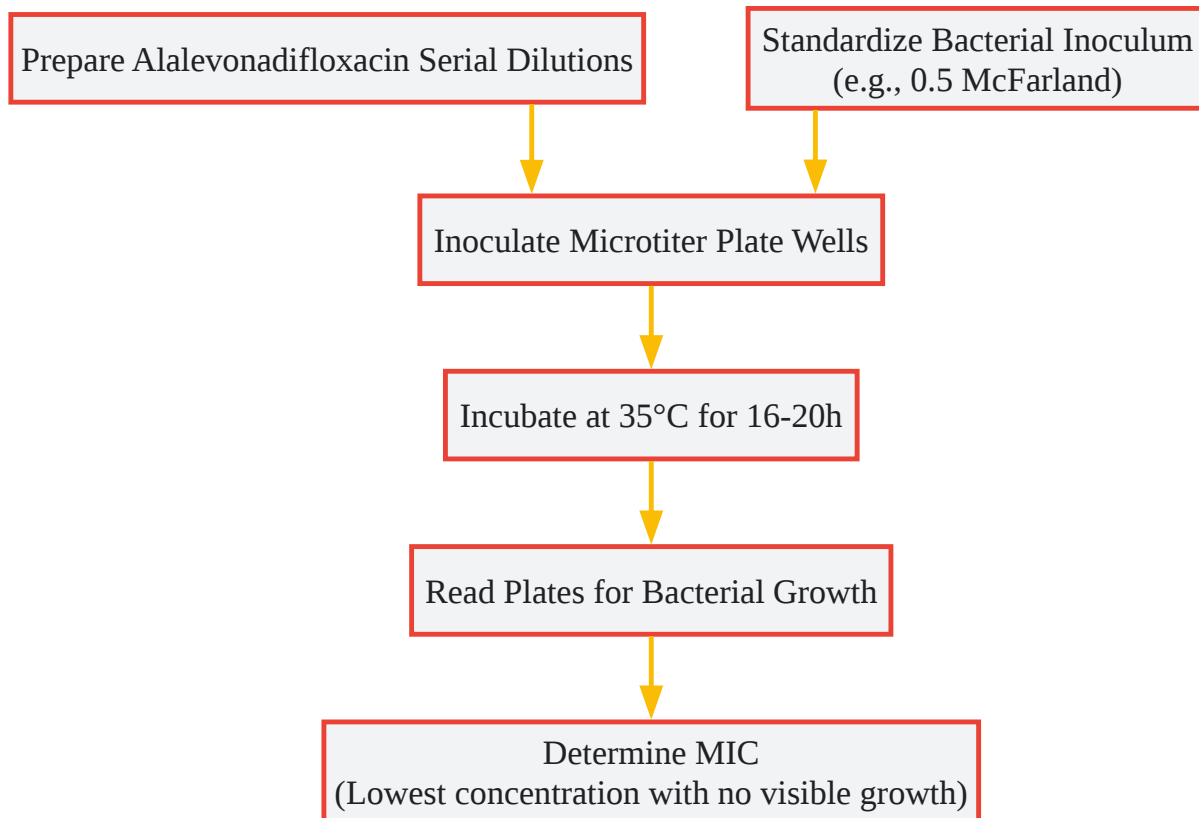 Prepare Alalevonadifloxacin Serial Dilutions
Standardize Bacterial Inoculum
(e.g., 0.5 McFarland)
Inoculate Microtiter Plate Wells
Incubate at 35°C for 16-20h
Read Plates for Bacterial Growth
Determine MIC
(Lowest concentration with no visible growth)